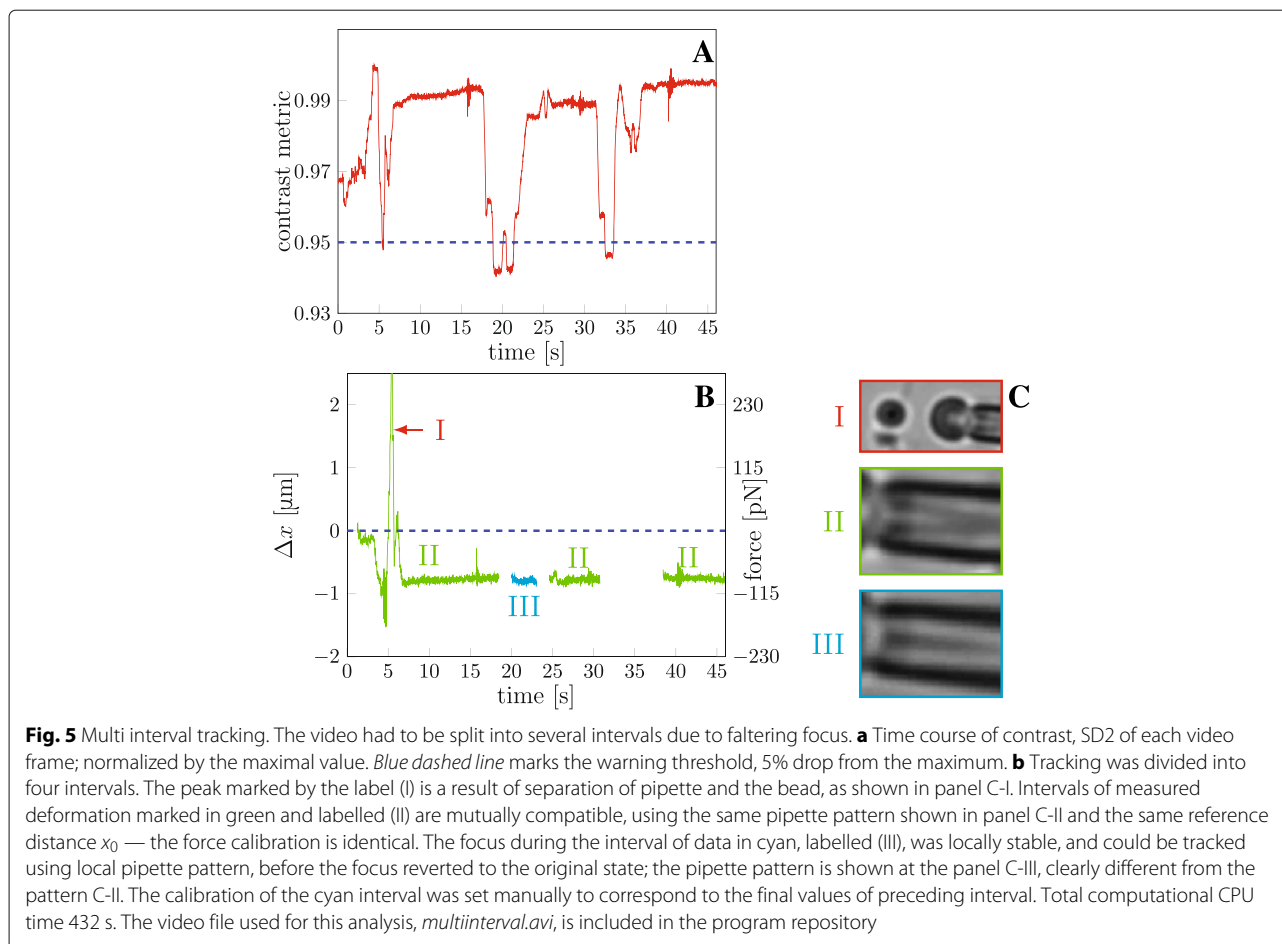 A
0.99
0.97
0.95
0.93
contrast metric
0 5 10 15 20 25 30 35 40 45
time [s]
B
2
1
0
−1
−2
Δx [µm]
I
II
III
II
II
230
115
0
−115
−230
force [pN]
0 5 10 15 20 25 30 35 40 45
time [s]
C
I
II
III
Fig. 5 Multi interval tracking. The video had to be split into several intervals due to faltering focus. a Time course of contrast, SD2 of each video
frame; normalized by the maximal value. Blue dashed line marks the warning threshold, 5% drop from the maximum. b Tracking was divided into
four intervals. The peak marked by the label (I) is a result of separation of pipette and the bead, as shown in panel C-I. Intervals of measured
deformation marked in green and labelled (II) are mutually compatible, using the same pipette pattern shown in panel C-II and the same reference
distance x0 — the force calibration is identical. The focus during the interval of data in cyan, labelled (III), was locally stable, and could be tracked
using local pipette pattern, before the focus reverted to the original state; the pipette pattern is shown at the panel C-III, clearly different from the
pattern C-II. The calibration of the cyan interval was set manually to correspond to the final values of preceding interval. Total computational CPU
time 432 s. The video file used for this analysis, multiinterval.avi, is included in the program repository